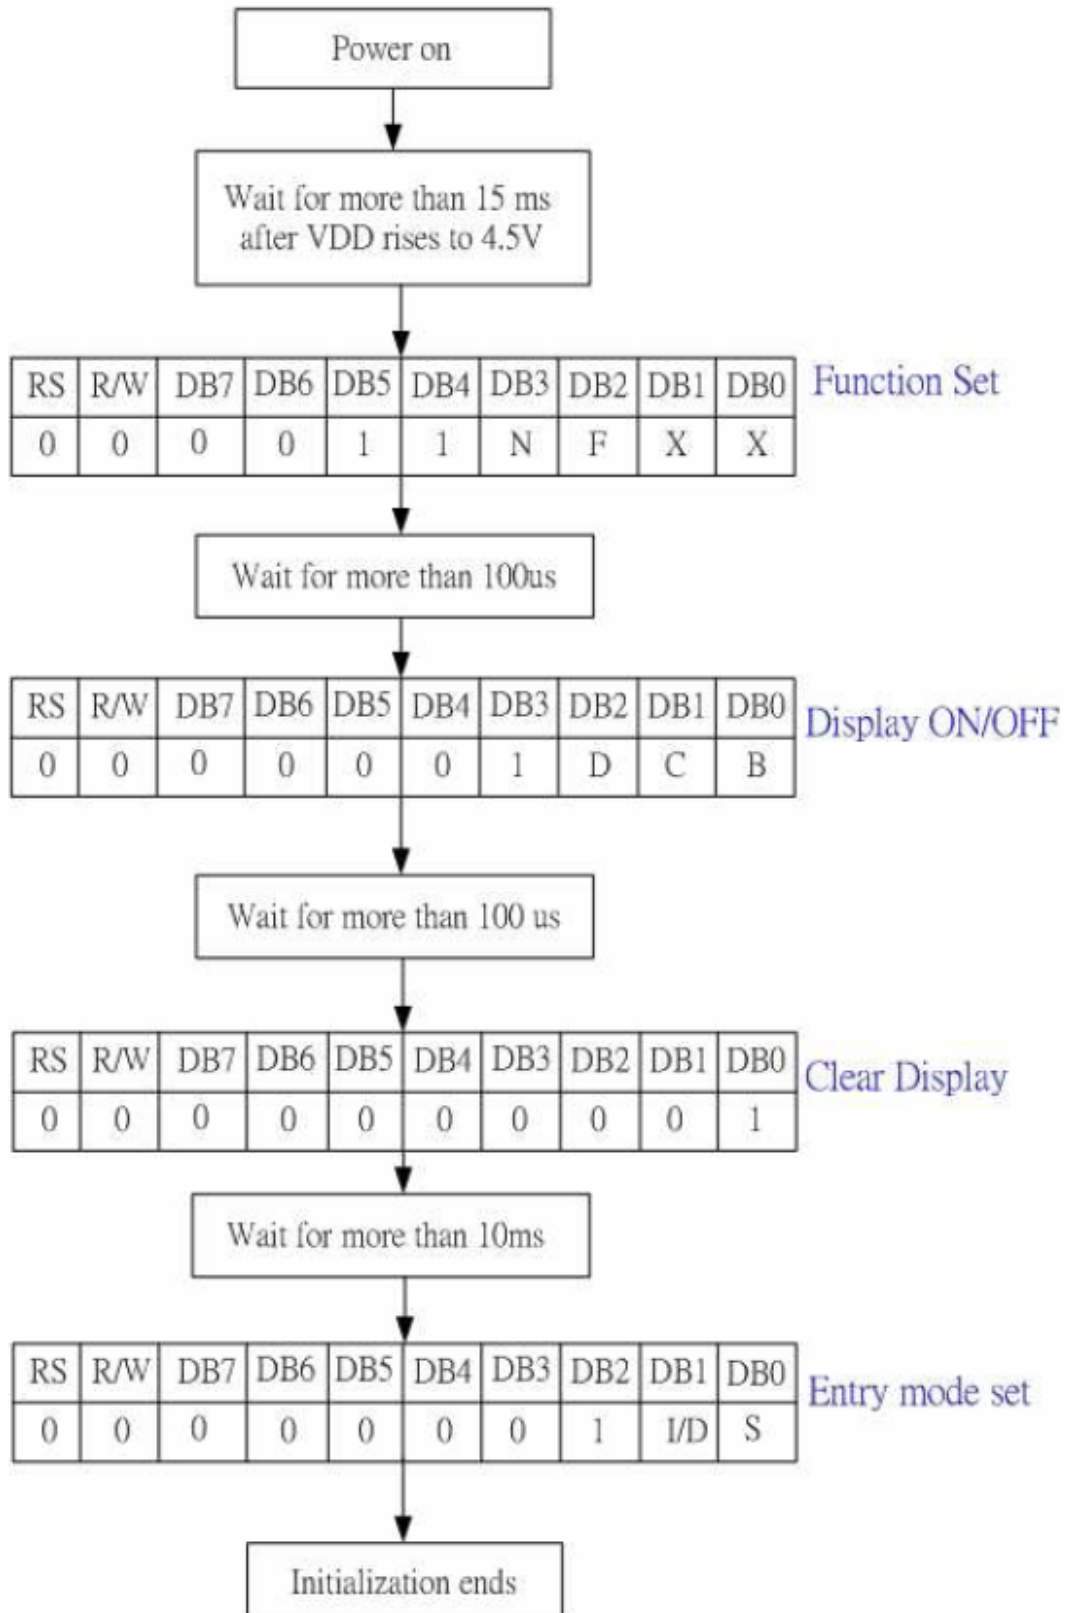 Power on
Wait for more than 15 ms
after VDD rises to 4.5V
RS R/W DB7 DB6 DB5 DB4 DB3 DB2 DB1 DB0 Function Set
0 0 0 0 1 1 N F X X
Wait for more than 100us
RS R/W DB7 DB6 DB5 DB4 DB3 DB2 DB1 DB0 Display ON/OFF
0 0 0 0 0 0 1 D C B
Wait for more than 100 us
RS R/W DB7 DB6 DB5 DB4 DB3 DB2 DB1 DB0 Clear Display
0 0 0 0 0 0 0 0 0 1
Wait for more than 10ms
RS R/W DB7 DB6 DB5 DB4 DB3 DB2 DB1 DB0 Entry mode set
0 0 0 0 0 0 0 1 I/D S
Initialization ends